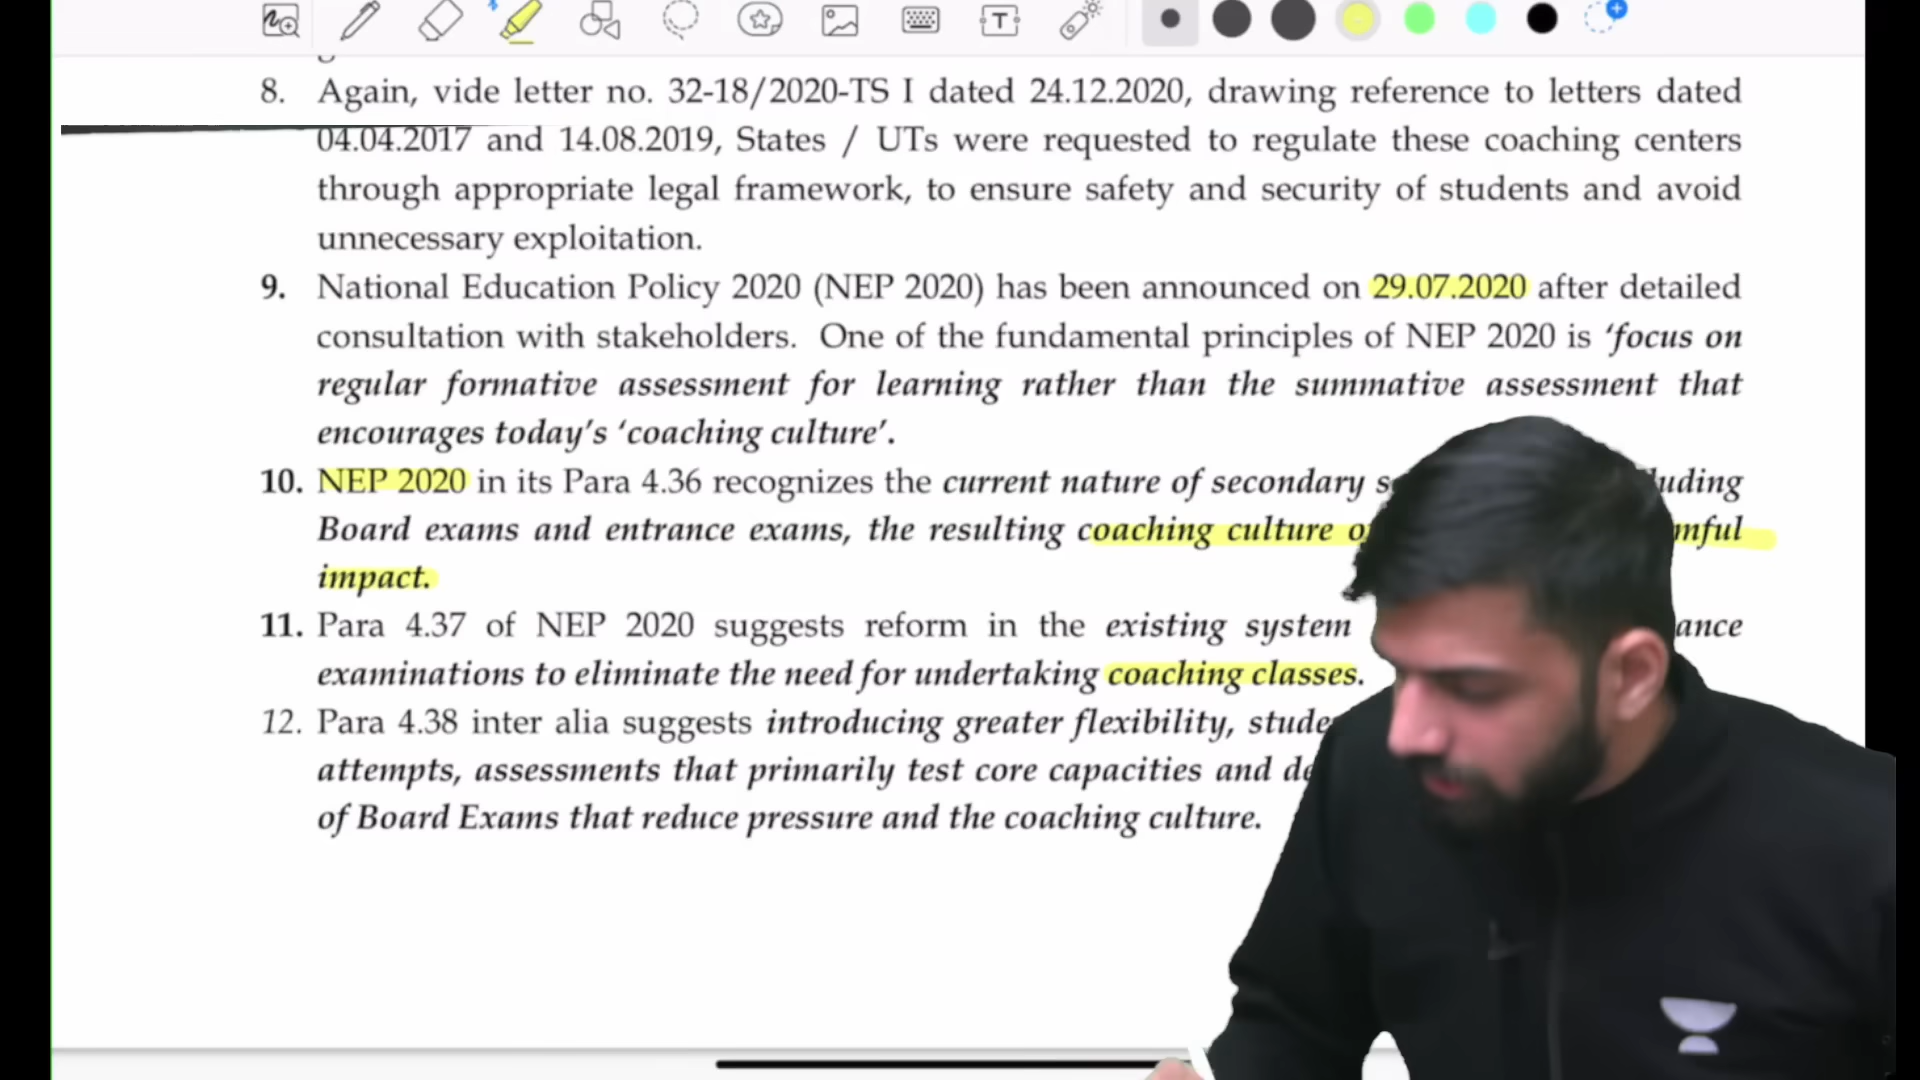 8. Again, vide letter no. 32-18/2020-TS I dated 24.12.2020, drawing reference to letters dated
04.04.2017 and 14.08.2019, States / UTs were requested to regulate these coaching centers
through appropriate legal framework, to ensure safety and security of students and avoid
unnecessary exploitation.
9. National Education Policy 2020 (NEP 2020) has been announced on 29.07.2020 after detailed
consultation with stakeholders. One of the fundamental principles of NEP 2020 is ‘focus on
regular formative assessment for learning rather than the summative assessment that
encourages today’s ‘coaching culture’.
10. NEP 2020 in its Para 4.36 recognizes the current nature of secondary
Board exams and entrance exams, the resulting coaching culture
impact.
11. Para 4.37 of NEP 2020 suggests reform in the existing system
examinations to eliminate the need for undertaking coaching classes.
12. Para 4.38 inter alia suggests introducing greater flexibility,
attempts, assessments that primarily test core capacities and
of Board Exams that reduce pressure and the coaching culture.